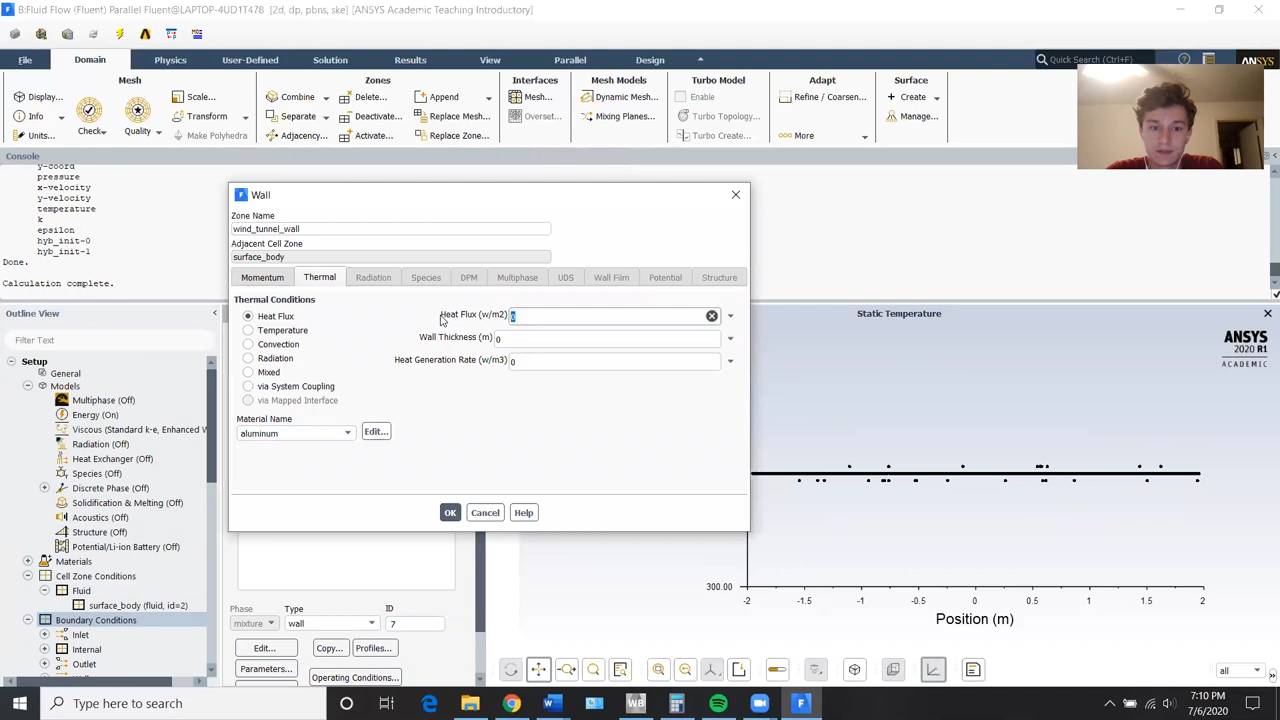 B:Fluid Flow (Fluent) Parallel Fluent@LAPTOP-4UD1T478 [2d, dp, pbns, ske] [ANSYS Academic Teaching Introductory]
File Domain Physics User-Defined Solution Results View Parallel Design Quick Search (Ctrl+F) ANSYS
Mesh Zones Interfaces Mesh Models Turbo Model Adapt Surface
Display... Scale... Combine Delete... Append Mesh... Dynamic Mesh... Enable Refine / Coarsen... Create
Info Check Quality Transform Separate Deactivate... Replace Mesh... Overset... Mixing Planes... Turbo Topology... Manage...
Units... Make Polyhedra Adjacency... Activate... Replace Zone... Turbo Create... More
Console
y-coord
pressure
x-velocity
y-velocity
temperature
k
epsilon
hyb_init-0
hyb_init-1
Done.
Calculation complete.
Outline View
Filter Text
Setup
General
Models
Multiphase (Off)
Energy (On)
Viscous (Standard k-e, Enhanced W
Radiation (Off)
Heat Exchanger (Off)
Species (Off)
Discrete Phase (Off)
Solidification & Melting (Off)
Acoustics (Off)
Structure (Off)
Potential/Li-ion Battery (Off)
Materials
Cell Zone Conditions
Fluid
surface_body (fluid, id=2)
Boundary Conditions
Inlet
Internal
Outlet
Wall
Zone Name
wind_tunnel_wall
Adjacent Cell Zone
surface_body
Momentum Thermal Radiation Species DPM Multiphase UDS Wall Film Potential Structure
Thermal Conditions
Heat Flux
Temperature
Convection
Radiation
Mixed
via System Coupling
via Mapped Interface
Heat Flux (w/m2) 0
Wall Thickness (m) 0
Heat Generation Rate (w/m3) 0
Material Name
aluminum Edit...
OK Cancel Help
Phase Type ID
mixture wall 7
Edit... Copy... Profiles...
Parameters... Operating Conditions...
Static Temperature
ANSYS
2020 R1
ACADEMIC
300.00
-2 -1.5 -1 -0.5 0 0.5 1 1.5 2
Position (m)
all
Type here to search
7:10 PM
7/6/2020